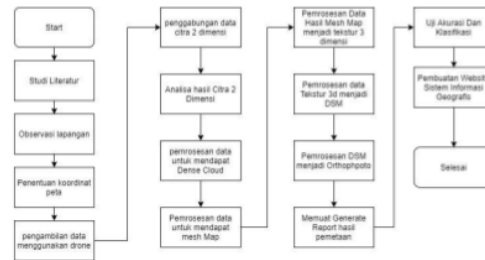 Start
Studi Literatur
Observasi lapangan
Penentuan koordinat
peta
pengambilan data
menggunakan drone
penggabungan data
citra 2 dimensi
Analisa hasil Citra 2
Dimensi
pemrosesan data
untuk mendapat
Dense Cloud
Pemrosesan data
untuk mendapat
mesh Map
Pemrosesan Data
Hasil Mesh Map
menjadi tekstur 3
dimensi
Pemrosesan data
Tekstur 3d menjadi
DSM
Pemrosesan DSM
menjadi Orthophpoto
Memuat Generate
Report hasil
pemetaan
Uji Akurasi Dan
Klasifikasi
Pembuatan Website
Sistem Informasi
Geografis
Selesai